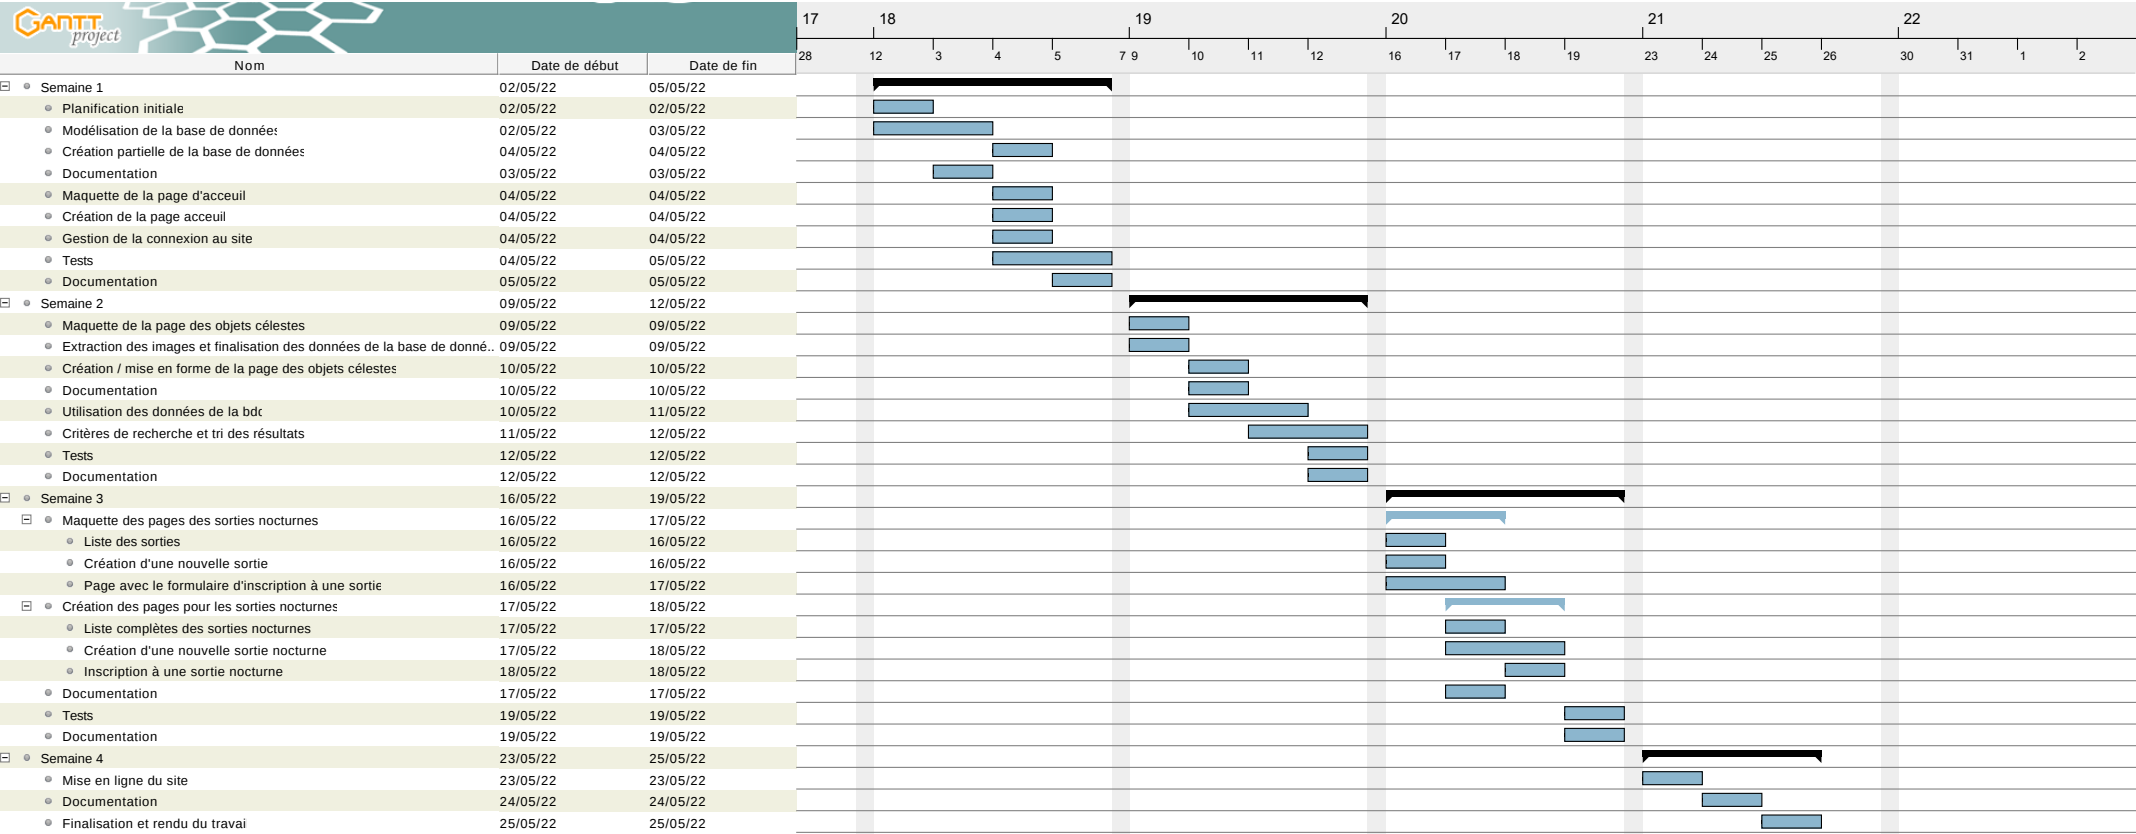 GANTT project
17 18 19 20 21 22
28 12 3 4 5 7 9 10 11 12 16 17 18 19 23 24 25 26 30 31 1 2
Nom Date de début Date de fin
Semaine 1 02/05/22 05/05/22
Planification initiale 02/05/22 02/05/22
Modélisation de la base de données 02/05/22 03/05/22
Création partielle de la base de données 04/05/22 04/05/22
Documentation 03/05/22 03/05/22
Maquette de la page d'acceuil 04/05/22 04/05/22
Création de la page acceuil 04/05/22 04/05/22
Gestion de la connexion au site 04/05/22 04/05/22
Tests 04/05/22 05/05/22
Documentation 05/05/22 05/05/22
Semaine 2 09/05/22 12/05/22
Maquette de la page des objets célestes 09/05/22 09/05/22
Extraction des images et finalisation des données de la base de donné.. 09/05/22 09/05/22
Création / mise en forme de la page des objets célestes 10/05/22 10/05/22
Documentation 10/05/22 10/05/22
Utilisation des données de la bdd 10/05/22 11/05/22
Critères de recherche et tri des résultats 11/05/22 12/05/22
Tests 12/05/22 12/05/22
Documentation 12/05/22 12/05/22
Semaine 3 16/05/22 19/05/22
Maquette des pages des sorties nocturnes 16/05/22 17/05/22
Liste des sorties 16/05/22 16/05/22
Création d'une nouvelle sortie 16/05/22 16/05/22
Page avec le formulaire d'inscription à une sortie 16/05/22 17/05/22
Création des pages pour les sorties nocturnes 17/05/22 18/05/22
Liste complètes des sorties nocturnes 17/05/22 17/05/22
Création d'une nouvelle sortie nocturne 17/05/22 18/05/22
Inscription à une sortie nocturne 18/05/22 18/05/22
Documentation 17/05/22 17/05/22
Tests 19/05/22 19/05/22
Documentation 19/05/22 19/05/22
Semaine 4 23/05/22 25/05/22
Mise en ligne du site 23/05/22 23/05/22
Documentation 24/05/22 24/05/22
Finalisation et rendu du travai 25/05/22 25/05/22